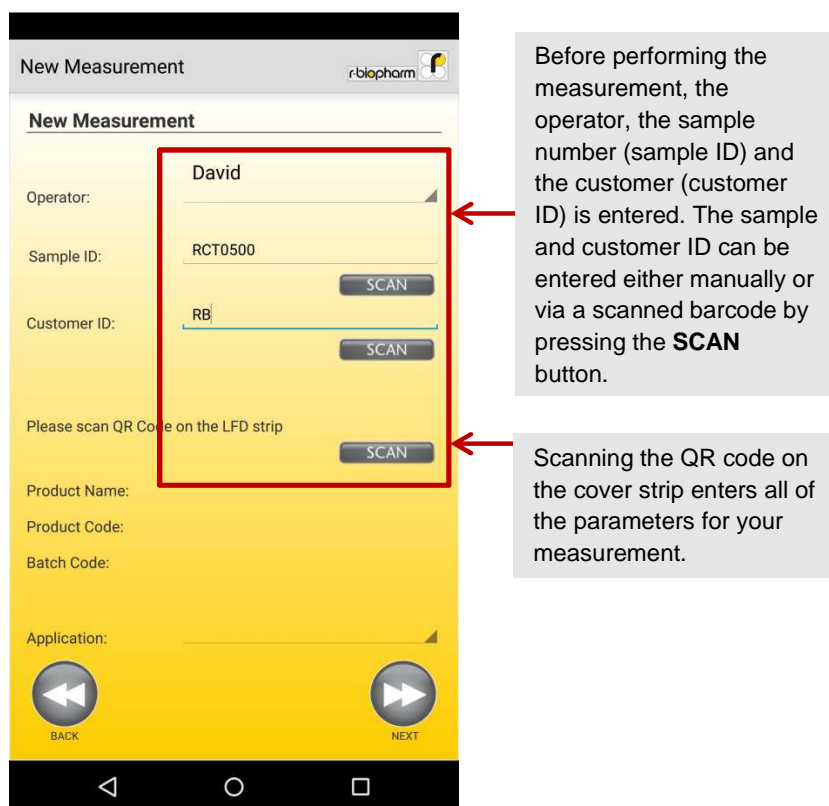 New Measurement
r-biopharm
New Measurement
Operator:
David
Sample ID:
RCT0500
SCAN
Customer ID:
RB
SCAN
Please scan QR Code on the LFD strip
SCAN
Product Name:
Product Code:
Batch Code:
Application:
BACK
NEXT
Before performing the
measurement, the
operator, the sample
number (sample ID) and
the customer (customer
ID) is entered. The sample
and customer ID can be
entered either manually or
via a scanned barcode by
pressing the SCAN
button.
Scanning the QR code on
the cover strip enters all of
the parameters for your
measurement.